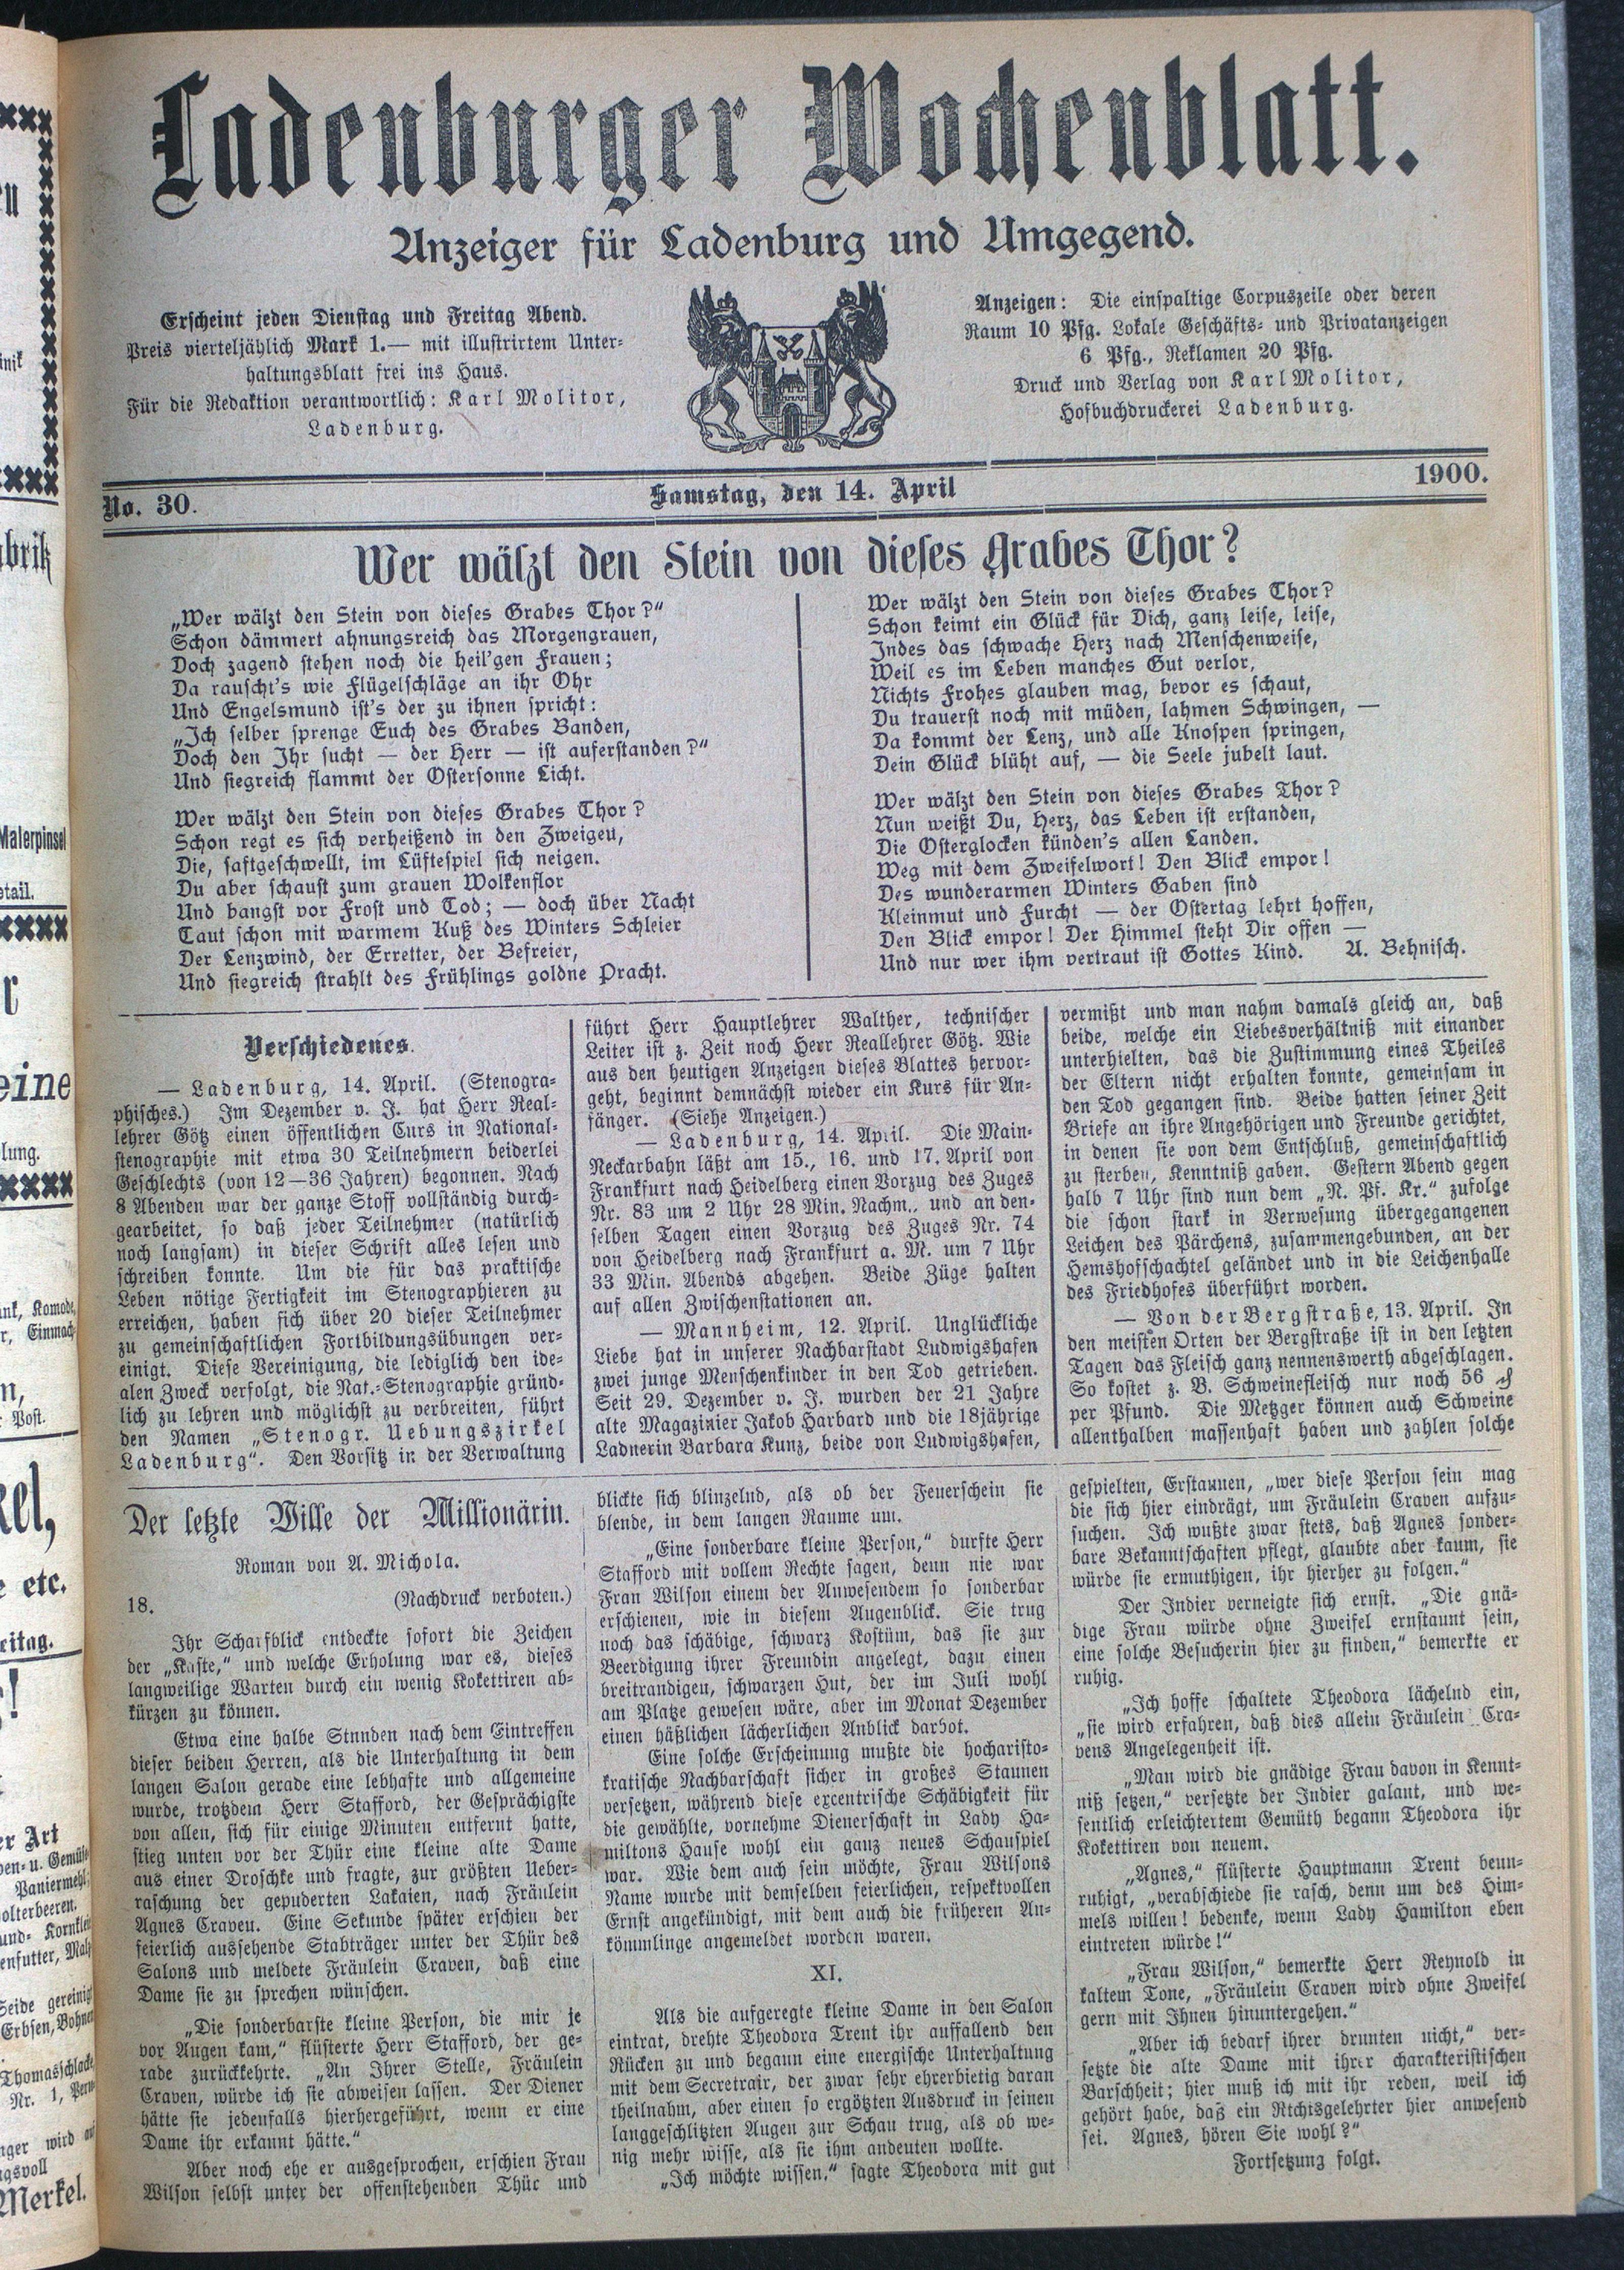 Ladenburger Wochenblatt.
Anzeiger für Ladenburg und Umgegend.
Erscheint jeden Dienstag und Freitag Abend.
Preis vierteljählich Mark 1.— mit illustrirtem Unter-
haltungsblatt frei ins Haus.
Für die Redaktion verantwortlich: Karl Molitor,
Ladenburg.
Anzeigen: Die einspaltige Corpuszeile oder deren
Raum 10 Pfg. Lokale Geschäfts- und Privatanzeigen
6 Pfg., Reklamen 20 Pfg.
Druck und Verlag von Karl Molitor,
Hofbuchdruckerei Ladenburg.
No. 30.
Samstag, den 14. April
1900.
Wer wälzt den Stein von dieses Grabes Thor?
„Wer wälzt den Stein von dieses Grabes Thor?“
Schon dämmert ahnungsreich das Morgengrauen,
Doch zagend stehen noch die heil'gen Frauen;
Da rauscht's wie Flügelschläge an ihr Ohr
Und Engelsmund ist's der zu ihnen spricht:
„Ich selber sprenge Euch des Grabes Banden,
Doch den Ihr sucht — der Herr — ist auferstanden?“
Und siegreich flammt der Ostersonne Licht.
Wer wälzt den Stein von dieses Grabes Thor?
Schon regt es sich verheißend in den Zweigen,
Die, saftgeschwellt, im Lüftespiel sich neigen.
Du aber schaust zum grauen Wolkenflor
Und bangst vor Frost und Tod; — doch über Nacht
Taut schon mit warmem Kuß des Winters Schleier
Der Lenzwind, der Erretter, der Befreier,
Und siegreich strahlt des Frühlings goldne Pracht.
Wer wälzt den Stein von dieses Grabes Thor?
Schon keimt ein Glück für Dich, ganz leise, leise,
Indes das schwache Herz nach Menschenweise,
Weil es im Leben manches Gut verlor,
Nichts Frohes glauben mag, bevor es schaut,
Du trauerst noch mit müden, lahmen Schwingen, —
Da kommt der Lenz, und alle Knospen springen,
Dein Glück blüht auf, — die Seele jubelt laut.
Wer wälzt den Stein von dieses Grabes Thor?
Nun weißt Du, Herz, das Leben ist erstanden,
Die Osterglocken künden's allen Landen.
Weg mit dem Zweifelwort! Den Blick empor!
Des wunderarmen Winters Gaben sind
Kleinmut und Furcht — der Ostertag lehrt hoffen,
Den Blick empor! Der Himmel steht Dir offen —
Und nur wer ihm vertraut ist Gottes Kind. A. Behnisch.
Verschiedenes.
— Ladenburg, 14. April. (Stenogra-
phisches.) Im Dezember v. J. hat Herr Real-
lehrer Götz einen öffentlichen Curs in National-
stenographie mit etwa 30 Teilnehmern beiderlei
Geschlechts (von 12—36 Jahren) begonnen. Nach
8 Abenden war der ganze Stoff vollständig durch-
gearbeitet, so daß jeder Teilnehmer (natürlich
noch langsam) in dieser Schrift alles lesen und
schreiben konnte. Um die für das praktische
Leben nötige Fertigkeit im Stenographieren zu
erreichen, haben sich über 20 dieser Teilnehmer
zu gemeinschaftlichen Fortbildungsübungen ver-
einigt. Diese Vereinigung, die lediglich den ide-
alen Zweck verfolgt, die Nat.-Stenographie gründ-
lich zu lehren und möglichst zu verbreiten, führt
den Namen „Stenogr. Uebungszirkel
Ladenburg“. Den Vorsitz in der Verwaltung
führt Herr Hauptlehrer Walther, technischer
Leiter ist z. Zeit noch Herr Reallehrer Götz. Wie
aus den heutigen Anzeigen dieses Blattes hervor-
geht, beginnt demnächst wieder ein Kurs für An-
fänger. (Siehe Anzeigen.)
— Ladenburg, 14. April. Die Main-
Neckarbahn läßt am 15., 16. und 17. April von
Frankfurt nach Heidelberg einen Vorzug des Zuges
Nr. 83 um 2 Uhr 28 Min. Nachm., und an den-
selben Tagen einen Vorzug des Zuges Nr. 74
von Heidelberg nach Frankfurt a. M. um 7 Uhr
33 Min. Abends abgehen. Beide Züge halten
auf allen Zwischenstationen an.
— Mannheim, 12. April. Unglückliche
Liebe hat in unserer Nachbarstadt Ludwigshafen
zwei junge Menschenkinder in den Tod getrieben.
Seit 29. Dezember v. J. wurden der 21 Jahre
alte Magazinier Jakob Harbard und die 18jährige
Ladnerin Barbara Kunz, beide von Ludwigshafen,
vermißt und man nahm damals gleich an, daß
beide, welche ein Liebesverhältniß mit einander
unterhielten, das die Zustimmung eines Theiles
der Eltern nicht erhalten konnte, gemeinsam in
den Tod gegangen sind. Beide hatten seiner Zeit
Briefe an ihre Angehörigen und Freunde gerichtet,
in denen sie von dem Entschluß, gemeinschaftlich
zu sterben, Kenntniß gaben. Gestern Abend gegen
halb 7 Uhr sind nun dem „N. Pf. Kr.“ zufolge
die schon stark in Verwesung übergegangenen
Leichen des Pärchens, zusammengebunden, an der
Hemshofschachtel geländet und in die Leichenhalle
des Friedhofes überführt worden.
— Von der Bergstraße, 13. April. In
den meisten Orten der Bergstraße ist in den letzten
Tagen das Fleisch ganz nennenswerth abgeschlagen.
So kostet z. B. Schweinefleisch nur noch 56 ₰
per Pfund. Die Metzger können auch Schweine
allenthalben massenhaft haben und zahlen solche
Der letzte Wille der Millionärin.
Roman von A. Michola.
18.
(Nachdruck verboten.)
Ihr Scharfblick entdeckte sofort die Zeichen
der „Kaste,“ und welche Erholung war es, dieses
langweilige Warten durch ein wenig Kokettiren ab-
kürzen zu können.
Etwa eine halbe Stnnden nach dem Eintreffen
dieser beiden Herren, als die Unterhaltung in dem
langen Salon gerade eine lebhafte und allgemeine
wurde, trotzdem Herr Stafford, der Gesprächigste
von allen, sich für einige Minuten entfernt hatte,
stieg unten vor der Thür eine kleine alte Dame
aus einer Droschke und fragte, zur größten Ueber-
raschung der gepuderten Lakaien, nach Fräulein
Agnes Craven. Eine Sekunde später erschien der
feierlich aussehende Stabträger unter der Thür des
Salons und meldete Fräulein Craven, daß eine
Dame sie zu sprechen wünschen.
„Die sonderbarste kleine Person, die mir je
vor Augen kam,“ flüsterte Herr Stafford, der ge-
rade zurückkehrte. „An Ihrer Stelle, Fräulein
Craven, würde ich sie abweisen lassen. Der Diener
hätte sie jedenfalls hierhergeführt, wenn er eine
Dame ihr erkannt hätte.“
Aber noch ehe er ausgesprochen, erschien Frau
Wilson selbst unter der offenstehenden Thür und
blickte sich blinzelnd, als ob der Feuerschein sie
blende, in dem langen Raume um.
„Eine sonderbare kleine Person,“ durfte Herr
Stafford mit vollem Rechte sagen, denn nie war
Frau Wilson einem der Anwesendem so sonderbar
erschienen, wie in diesem Augenblick. Sie trug
noch das schäbige, schwarz Kostüm, das sie zur
Beerdigung ihrer Freundin angelegt, dazu einen
breitrandigen, schwarzen Hut, der im Juli wohl
am Platze gewesen wäre, aber im Monat Dezember
einen häßlichen lächerlichen Anblick darbot.
Eine solche Erscheinung mußte die hocharisto-
kratische Nachbarschaft sicher in großes Staunen
versetzen, während diese excentrische Schäbigkeit für
die gewählte, vornehme Dienerschaft in Lady Ha-
miltons Hause wohl ein ganz neues Schauspiel
war. Wie dem auch sein möchte, Frau Wilsons
Name wurde mit demselben feierlichen, respektvollen
Ernst angekündigt, mit dem auch die früheren An-
kömmlinge angemeldet worden waren.
XI.
Als die aufgeregte kleine Dame in den Salon
eintrat, drehte Theodora Trent ihr auffallend den
Rücken zu und begann eine energische Unterhaltung
mit dem Secretrair, der zwar sehr ehrerbietig daran
theilnahm, aber einen so ergötzten Ausdruck in seinen
langgeschlitzten Augen zur Schau trug, als ob we-
nig mehr wisse, als sie ihm andeuten wollte.
„Ich möchte wissen,“ sagte Theodora mit gut
gespielten, Erstaunen, „wer diese Person sein mag
die sich hier eindrägt, um Fräulein Craven aufzu-
suchen. Ich wußte zwar stets, daß Agnes sonder-
bare Bekanntschaften pflegt, glaubte aber kaum, sie
würde sie ermuthigen, ihr hierher zu folgen.“
Der Indier verneigte sich ernst. „Die gnä-
dige Frau würde ohne Zweifel ernstaunt sein,
eine solche Besucherin hier zu finden,“ bemerkte er
ruhig.
„Ich hoffe schaltete Theodora lächelnd ein,
„sie wird erfahren, daß dies allein Fräulein Cra-
vens Angelegenheit ist.
„Man wird die gnädige Frau davon in Kennt-
niß setzen,“ versetzte der Indier galant, und we-
sentlich erleichtertem Gemüth begann Theodora ihr
Kokettiren von neuem.
„Agnes,“ flüsterte Hauptmann Trent beun-
ruhigt, „verabschiede sie rasch, denn um des Him-
mels willen! bedenke, wenn Lady Hamilton eben
eintreten würde!“
„Frau Wilson,“ bemerkte Herr Reynold in
kaltem Tone, „Fräulein Craven wird ohne Zweifel
gern mit Ihnen hinuntergehen.“
„Aber ich bedarf ihrer drunten nicht,“ ver-
setzte die alte Dame mit ihrer charakteristischen
Barschheit; hier muß ich mit ihr reden, weil ich
gehört habe, daß ein Rechtsgelehrter hier anwesend
sei. Agnes, hören Sie wohl?“
Fortsetzung folgt.